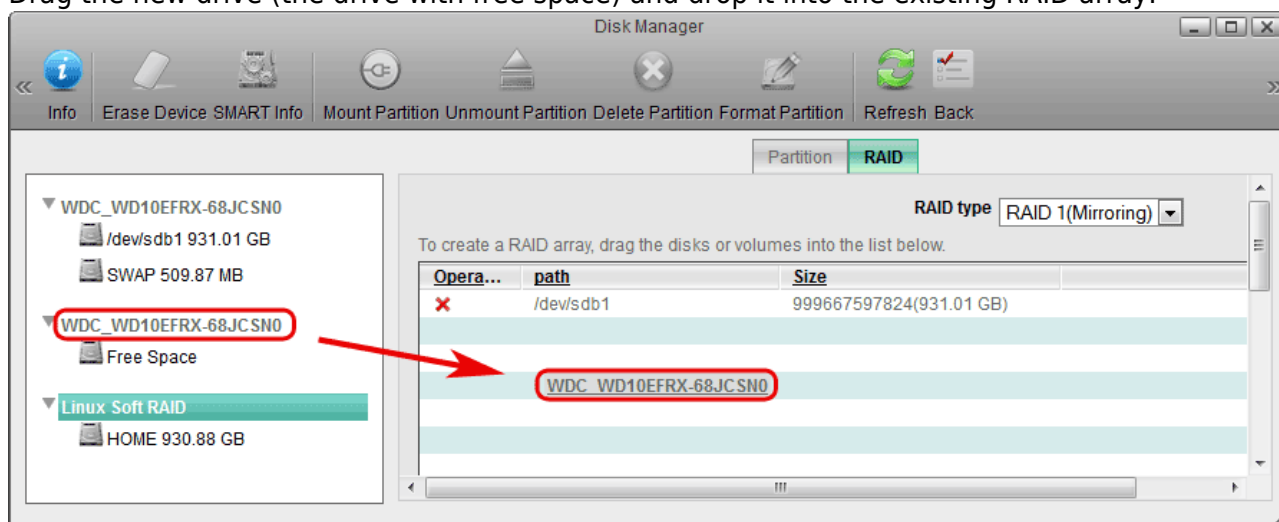 Drag the new drive (the drive with free space) and drop it into the existing RAID array.
Disk Manager
Info Erase Device SMART Info Mount Partition Unmount Partition Delete Partition Format Partition Refresh Back
Partition RAID
WDC_WD10EFRX-68JCSN0
/dev/sdb1 931.01 GB
SWAP 509.87 MB
WDC_WD10EFRX-68JCSN0
Free Space
Linux Soft RAID
HOME 930.88 GB
RAID type RAID 1(Mirroring)
To create a RAID array, drag the disks or volumes into the list below.
Opera... path Size
/dev/sdb1 999667597824(931.01 GB)
WDC_WD10EFRX-68JCSN0